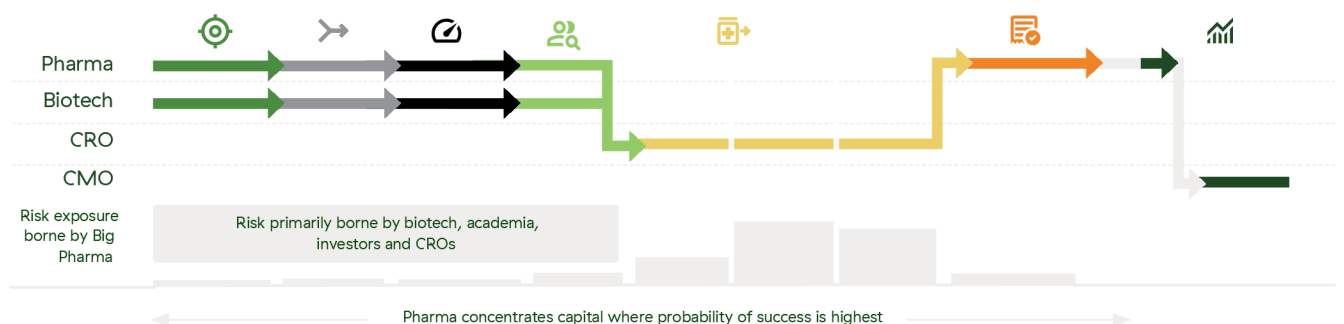 Pharma
Biotech
CRO
CMO
Risk exposure
borne by Big
Pharma
Risk primarily borne by biotech, academia,
investors and CROs
Pharma concentrates capital where probability of success is highest